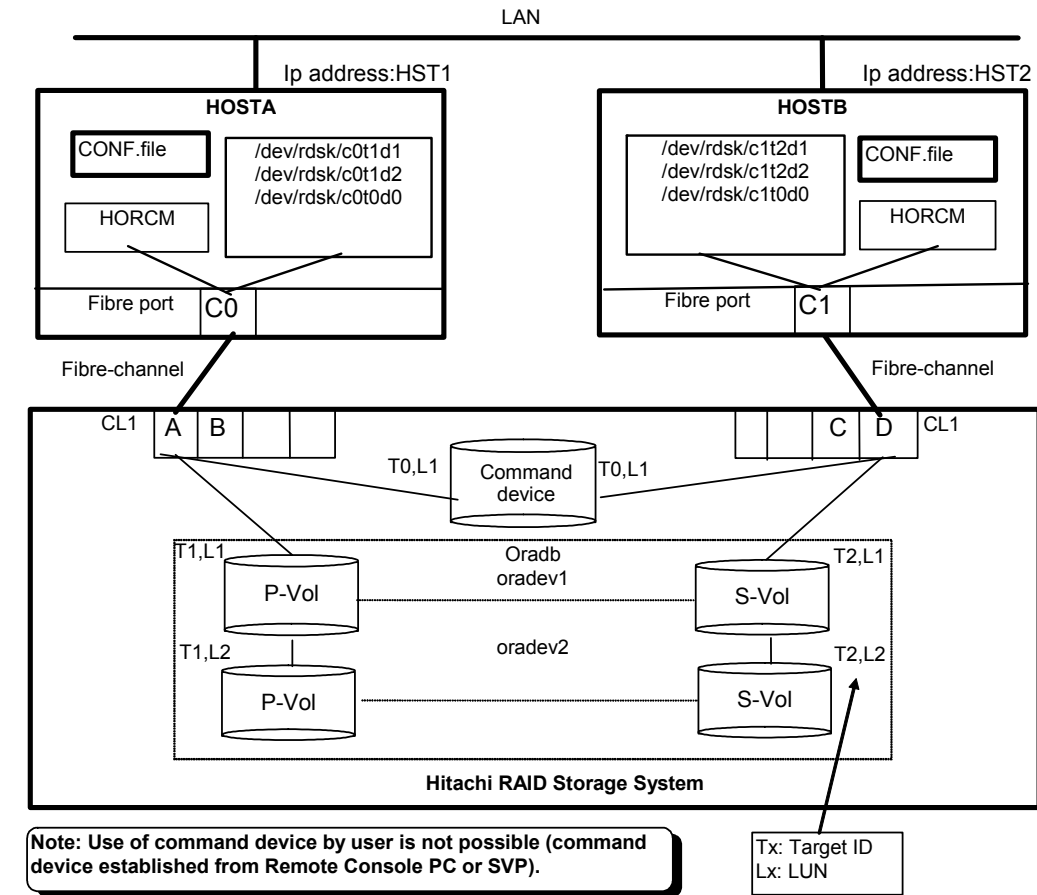 LAN
Ip address:HST1
Ip address:HST2
HOSTA
CONF.file
/dev/rdsk/c0t1d1
/dev/rdsk/c0t1d2
/dev/rdsk/c0t0d0
HORCM
Fibre port
C0
HOSTB
/dev/rdsk/c1t2d1
/dev/rdsk/c1t2d2
/dev/rdsk/c1t0d0
CONF.file
HORCM
Fibre port
C1
Fibre-channel
Fibre-channel
CL1
A
B
C
D
CL1
T0,L1
Command
device
T0,L1
T1,L1
Oradb
oradev1
T2,L1
P-Vol
S-Vol
T1,L2
oradev2
T2,L2
P-Vol
S-Vol
Hitachi RAID Storage System
Note: Use of command device by user is not possible (command
device established from Remote Console PC or SVP).
Tx: Target ID
Lx: LUN